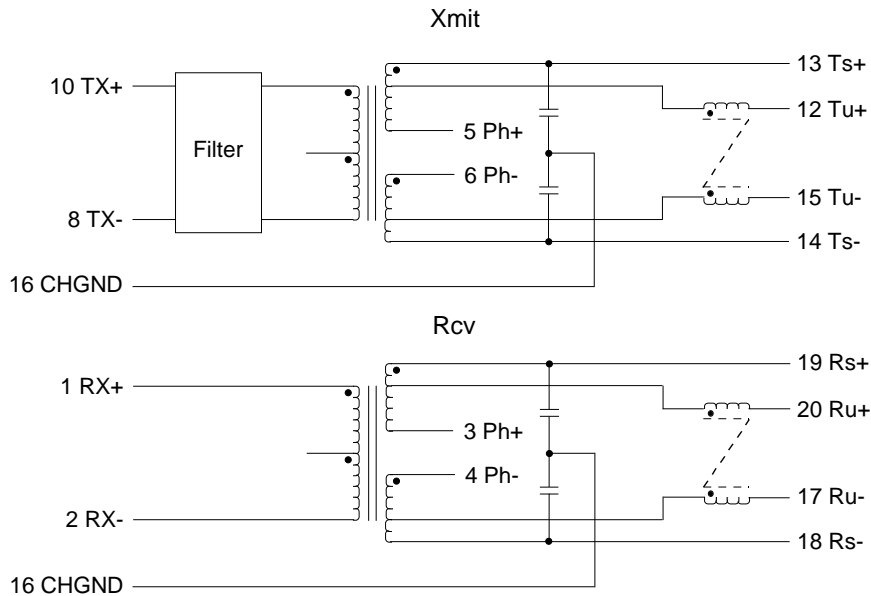 Xmit
10 TX+
Filter
8 TX-
5 Ph+
6 Ph-
13 Ts+
12 Tu+
15 Tu-
14 Ts-
16 CHGND
Rcv
1 RX+
2 RX-
3 Ph+
4 Ph-
19 Rs+
20 Ru+
17 Ru-
18 Rs-
16 CHGND